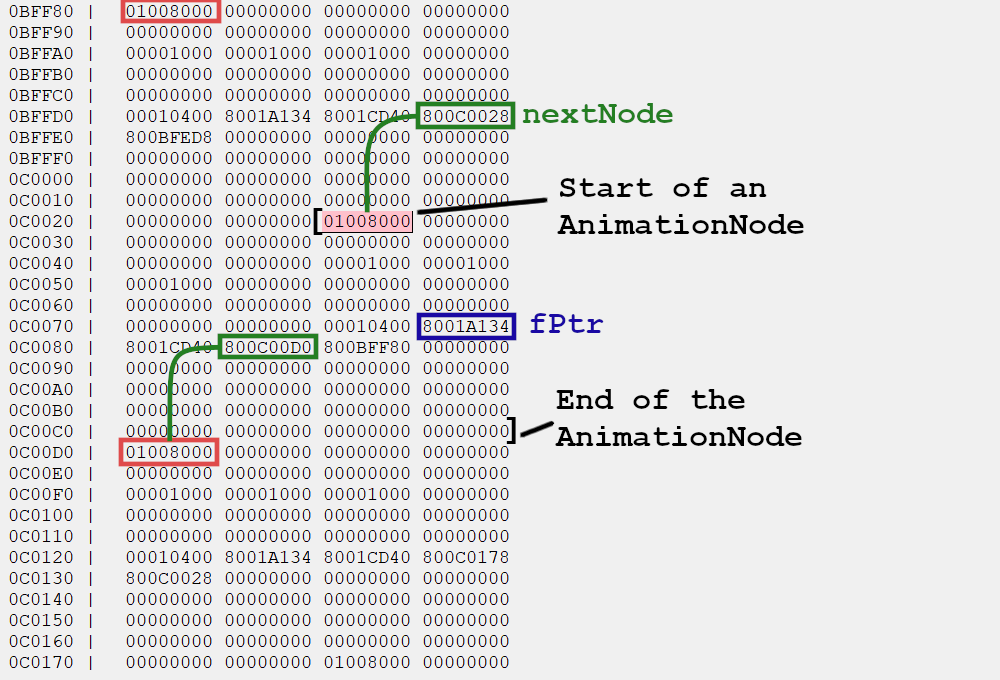 0BFF80 | 01008000 00000000 00000000 00000000
0BFF90 | 00000000 00000000 00000000 00000000
0BFFA0 | 00001000 00001000 00001000 00000000
0BFFB0 | 00000000 00000000 00000000 00000000
0BFFC0 | 00000000 00000000 00000000 00000000
0BFFD0 | 00010400 8001A134 8001CD40 800C0028 nextNode
0BFFE0 | 800BFED8 00000000 00000000 00000000
0BFFF0 | 00000000 00000000 00000000 00000000
0C0000 | 00000000 00000000 00000000 00000000
0C0010 | 00000000 00000000 00000000 00000000
0C0020 | 00000000 00000000 [01008000 00000000
Start of an
AnimationNode
0C0030 | 00000000 00000000 00000000 00000000
0C0040 | 00000000 00000000 00001000 00001000
0C0050 | 00001000 00000000 00000000 00000000
0C0060 | 00000000 00000000 00000000 00000000
0C0070 | 00000000 00000000 00010400 8001A134 fPtr
0C0080 | 8001CD40 800C00D0 800BFF80 00000000
0C0090 | 00000000 00000000 00000000 00000000
0C00A0 | 00000000 00000000 00000000 00000000
0C00B0 | 00000000 00000000 00000000 00000000
0C00C0 | 00000000 00000000 00000000 00000000]
End of the
AnimationNode
0C00D0 | 01008000 00000000 00000000 00000000
0C00E0 | 00000000 00000000 00000000 00000000
0C00F0 | 00001000 00001000 00001000 00000000
0C0100 | 00000000 00000000 00000000 00000000
0C0110 | 00000000 00000000 00000000 00000000
0C0120 | 00010400 8001A134 8001CD40 800C0178
0C0130 | 800C0028 00000000 00000000 00000000
0C0140 | 00000000 00000000 00000000 00000000
0C0150 | 00000000 00000000 00000000 00000000
0C0160 | 00000000 00000000 00000000 00000000
0C0170 | 00000000 00000000 01008000 00000000